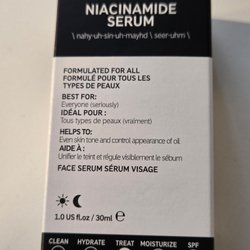 NIACINAMIDE
SERUM
\ nahy-uh-sin-uh-mayhd | seer-uhm \
FORMULATED FOR ALL
FORMULÉ POUR TOUS LES
TYPES DE PEAUX
BEST FOR:
Everyone (seriously)
IDÉAL POUR :
Tous types de peaux (vraiment)
HELPS TO:
Even skin tone and control appearance of oil
AIDE À :
Unifier le teint et régule visiblement le sébum
FACE SERUM SÉRUM VISAGE
1.0 US fl.oz / 30ml e
CLEAN HYDRATE TREAT MOISTURIZE SPF